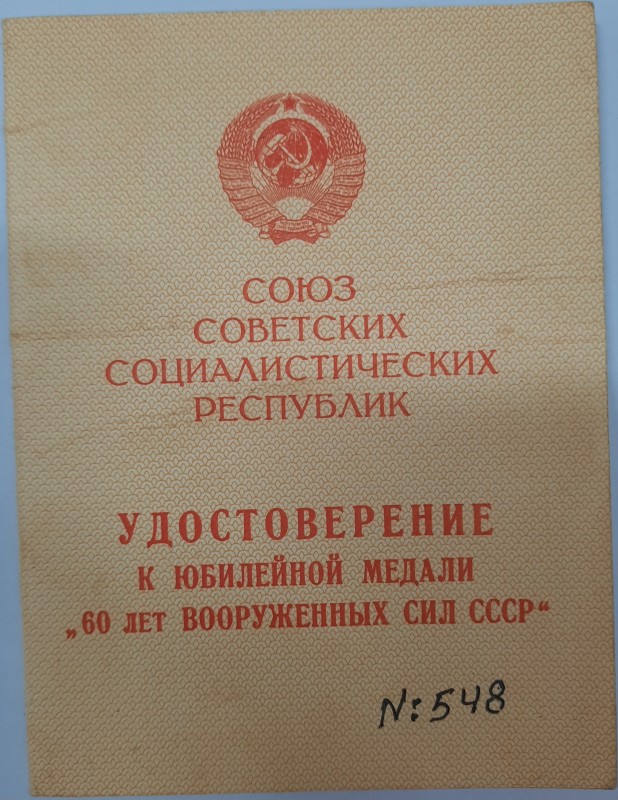 СОЮЗ
СОВЕТСКИХ
СОЦИАЛИСТИЧЕСКИХ
РЕСПУБЛИК
УДОСТОВЕРЕНИЕ
К ЮБИЛЕЙНОЙ МЕДАЛИ
„60 ЛЕТ ВООРУЖЕННЫХ СИЛ СССР“
N: 548